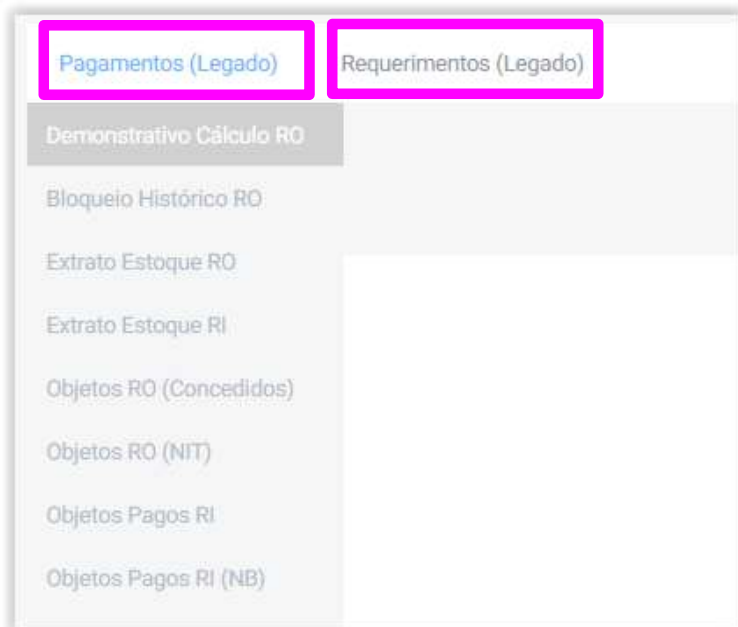 Pagamentos (Legado) Requerimentos (Legado)
Demonstrativo Cálculo RO
Bloqueio Histórico RO
Extrato Estoque RO
Extrato Estoque RI
Objetos RO (Concedidos)
Objetos RO (NIT)
Objetos Pagos RI
Objetos Pagos RI (NB)